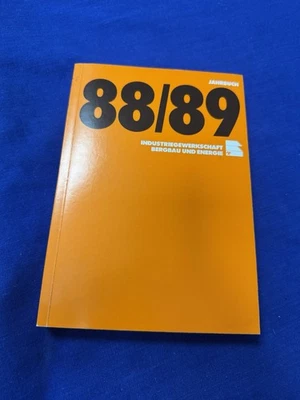 JAHRBUCH
88/89
INDUSTRIEGEWERKSCHAFT
BERGBAU UND ENERGIE